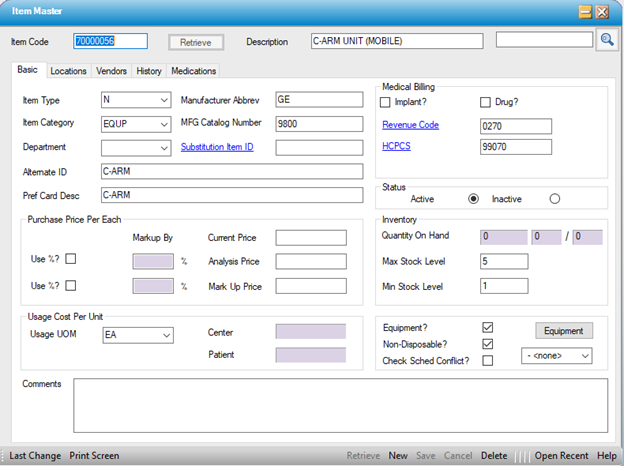 Item Master
Item Code 70000056 Retrieve Description C-ARM UNIT (MOBILE)
Basic Locations Vendors History Medications
Item Type N Manufacturer Abbrev GE
Item Category EQUP MFG Catalog Number 9800
Department Substitution Item ID
Alternate ID C-ARM
Pref Card Desc C-ARM
Medical Billing
Implant? Drug?
Revenue Code 0270
HCPCS 99070
Status
Active Inactive
Purchase Price Per Each
Markup By Current Price
Use %? % Analysis Price
Use %? % Mark Up Price
Inventory
Quantity On Hand 0 0 / 0
Max Stock Level 5
Min Stock Level 1
Usage Cost Per Unit
Usage UOM EA Center
Patient
Equipment? Equipment
Non-Disposable?
Check Sched Conflict? - <none>
Comments
Last Change Print Screen Retrieve New Save Cancel Delete Open Recent Help